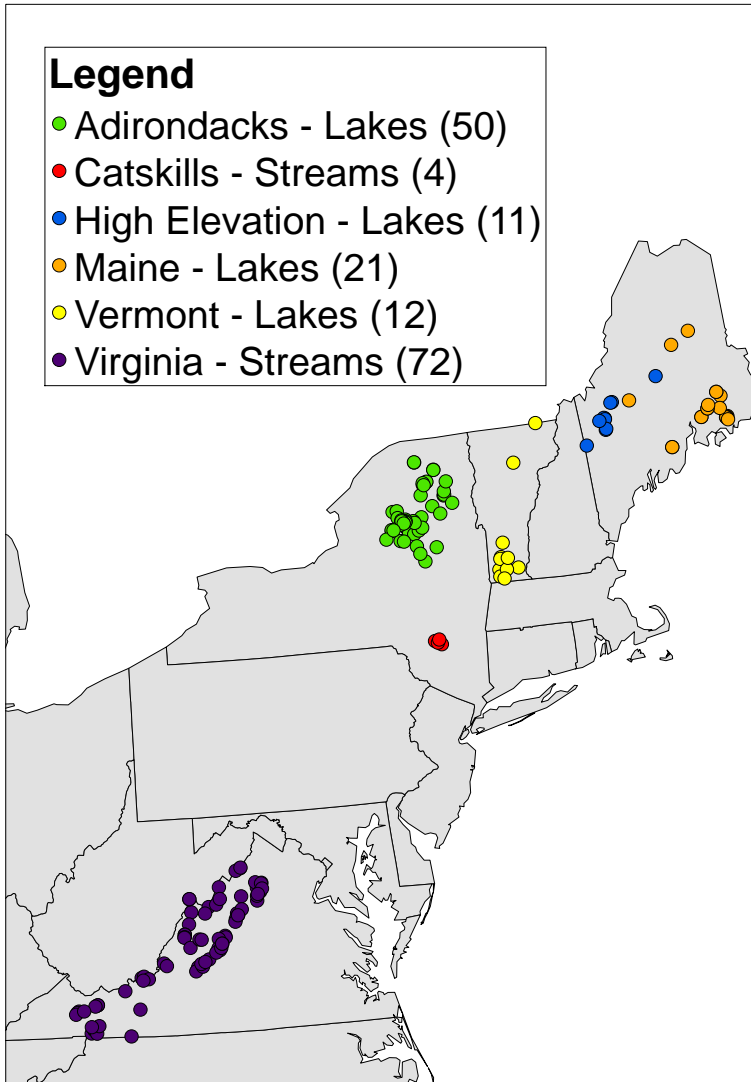 Legend
Adirondacks - Lakes (50)
Catskills - Streams (4)
High Elevation - Lakes (11)
Maine - Lakes (21)
Vermont - Lakes (12)
Virginia - Streams (72)